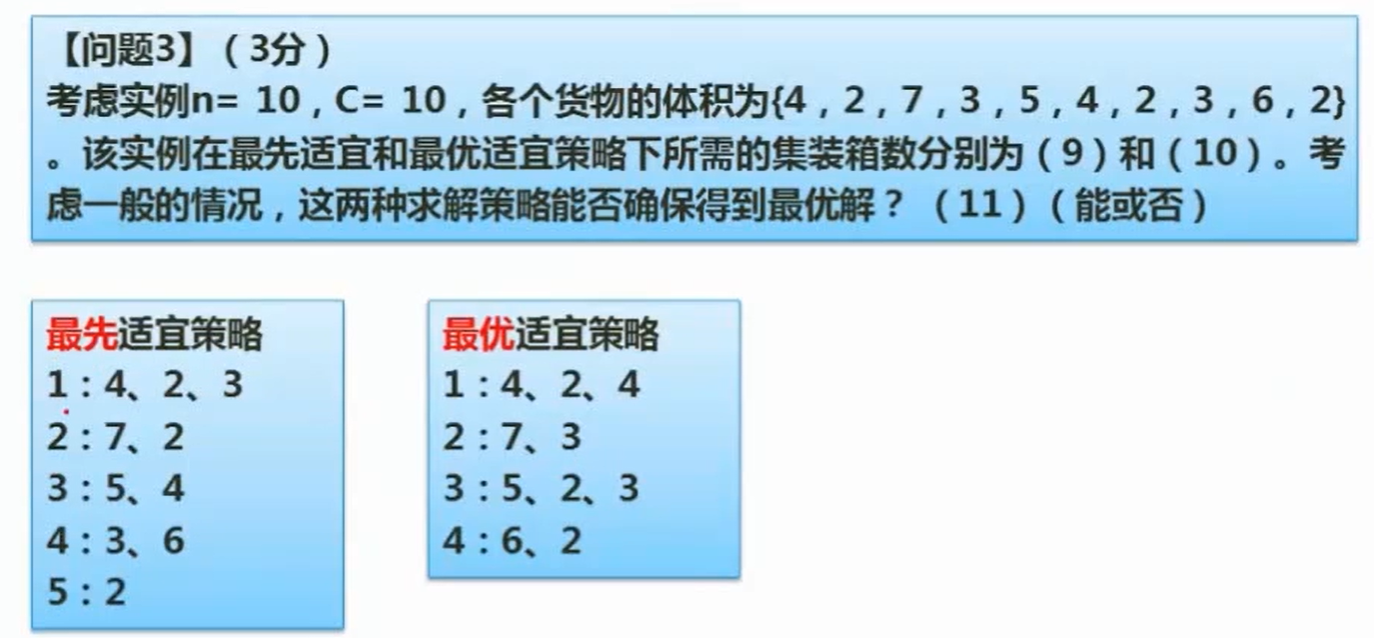 【问题3】（3分）
考虑实例n= 10，C= 10，各个货物的体积为{4，2，7，3，5，4，2，3，6，2}
。该实例在最先适宜和最优适宜策略下所需的集装箱数分别为（9）和（10）。考
虑一般的情况，这两种求解策略能否确保得到最优解？（11）（能或否）
最先适宜策略
1：4、2、3
2：7、2
3：5、4
4：3、6
5：2
最优适宜策略
1：4、2、4
2：7、3
3：5、2、3
4：6、2